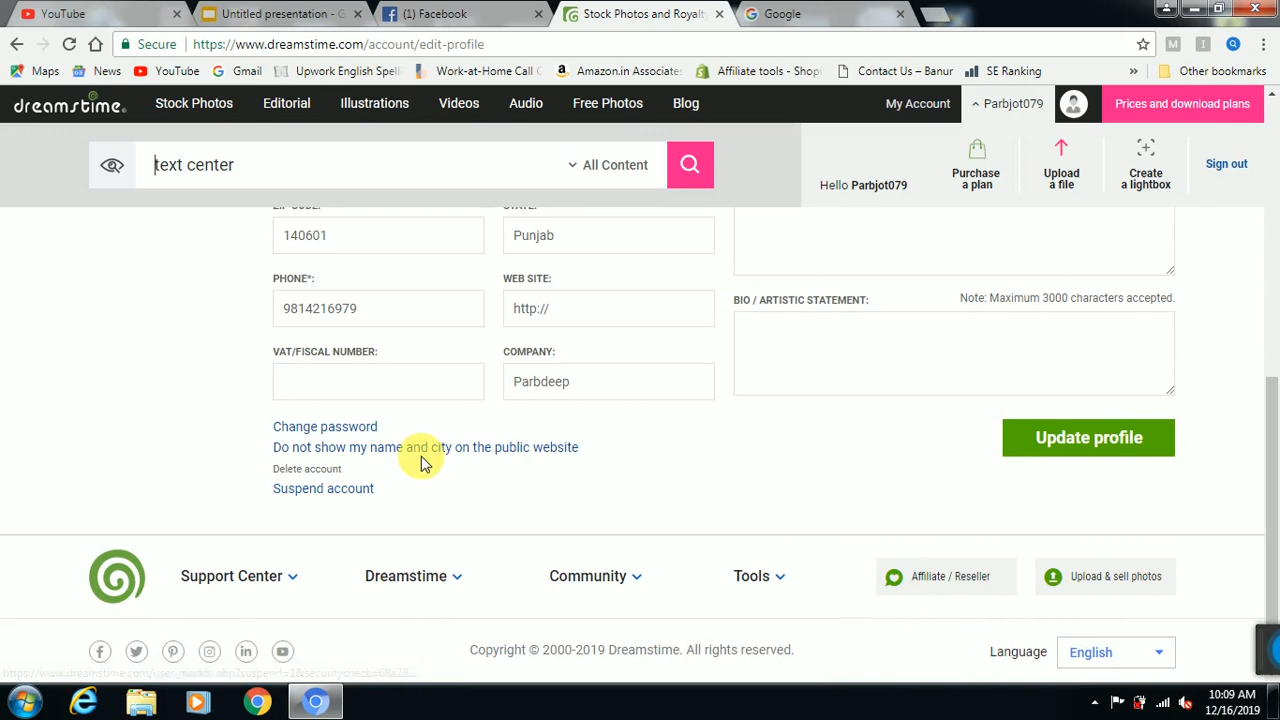 YouTube
Untitled presentation - G
(1) Facebook
Stock Photos and Royalty
Google
Secure
https://www.dreamstime.com/account/edit-profile
Maps
News
YouTube
Gmail
Upwork English Spell
Work-at-Home Call C
Amazon.in Associates
Affiliate tools - Shop
Contact Us – Banur
SE Ranking
»
Other bookmarks
dreamstime.
Stock Photos
Editorial
Illustrations
Videos
Audio
Free Photos
Blog
My Account
Parbjot079
Prices and download plans
text center
All Content
Hello Parbjot079
Purchase
a plan
Upload
a file
Create
a lightbox
Sign out
ZIP CODE:
STATE:
140601
Punjab
PHONE*:
WEB SITE:
9814216979
http://
BIO / ARTISTIC STATEMENT:
Note: Maximum 3000 characters accepted.
VAT/FISCAL NUMBER:
COMPANY:
Parbdeep
Change password
Do not show my name and city on the public website
Delete account
Suspend account
Update profile
Support Center
Dreamstime
Community
Tools
Affiliate / Reseller
Upload & sell photos
Copyright © 2000-2019 Dreamstime. All rights reserved.
Language
English
10:09 AM
12/16/2019